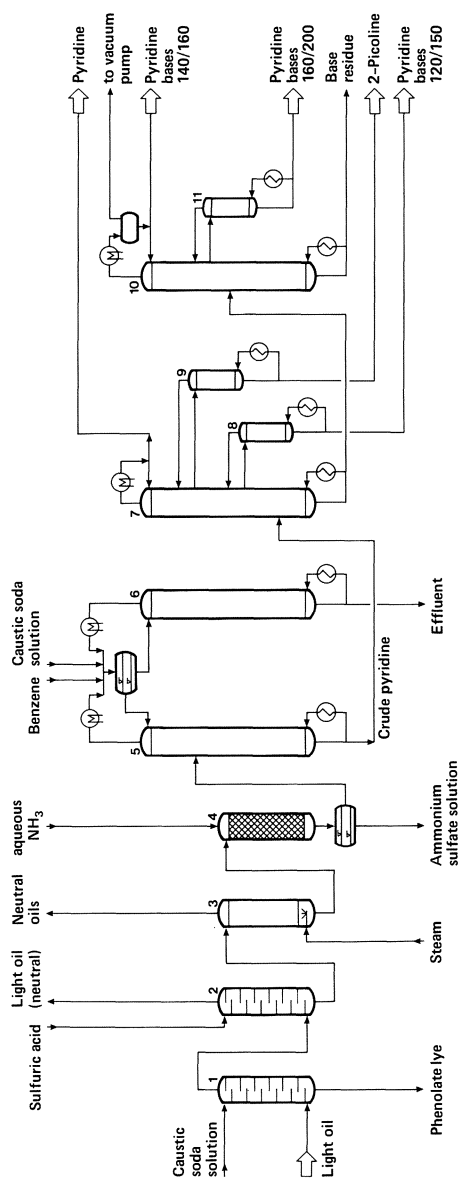 Caustic
soda
solution
Light oil
Phenolate lye
1
Sulfuric acid
Light oil
(neutral)
2
Neutral
oils
3
Steam
aqueous
NH₃
4
Ammonium
sulfate solution
Benzene
Caustic soda
solution
5
6
Crude pyridine
Effluent
7
8
9
10
11
Pyridine
to vacuum
pump
Pyridine
bases
140/160
Pyridine
bases
160/200
Base
residue
2-Picoline
Pyridine
bases
120/150